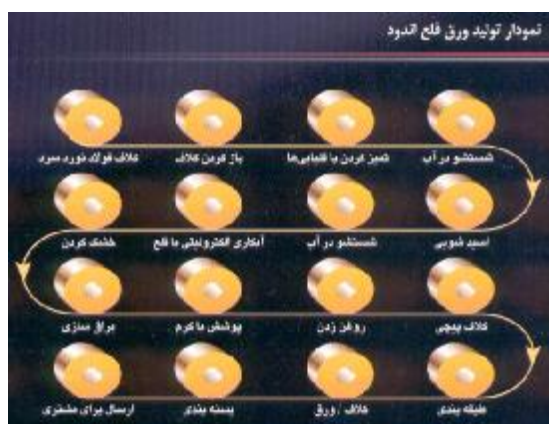 نمودار تولید ورق قلع اندود
کلاف فولاد نورد سرد
باز کردن کلاف
تمیز کردن با قلیایی‌ها
شستشو در آب
اسید شویی
شستشو در آب
آبکاری الکترولیتی با قلع
خشک کردن
براق سازی
پوشش با کرم
روغن زدن
کلاف پیچی
طبقه بندی
کلاف / ورق
بسته بندی
ارسال برای مشتری